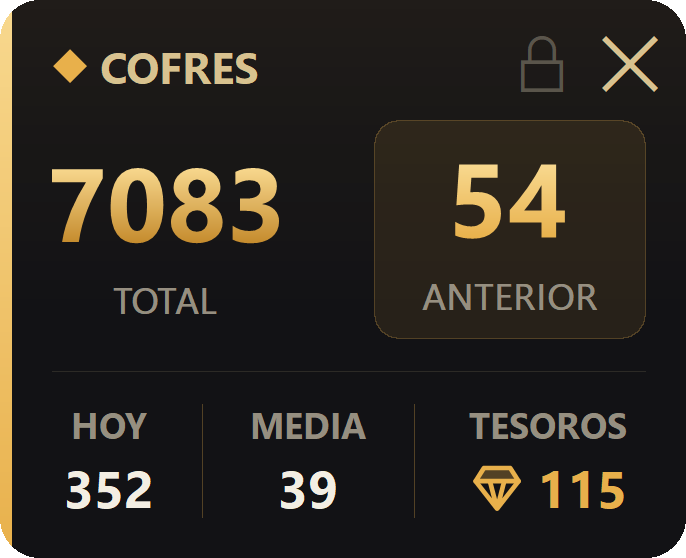 COFRES
7083 54
TOTAL ANTERIOR
HOY MEDIA TESOROS
352 39 115